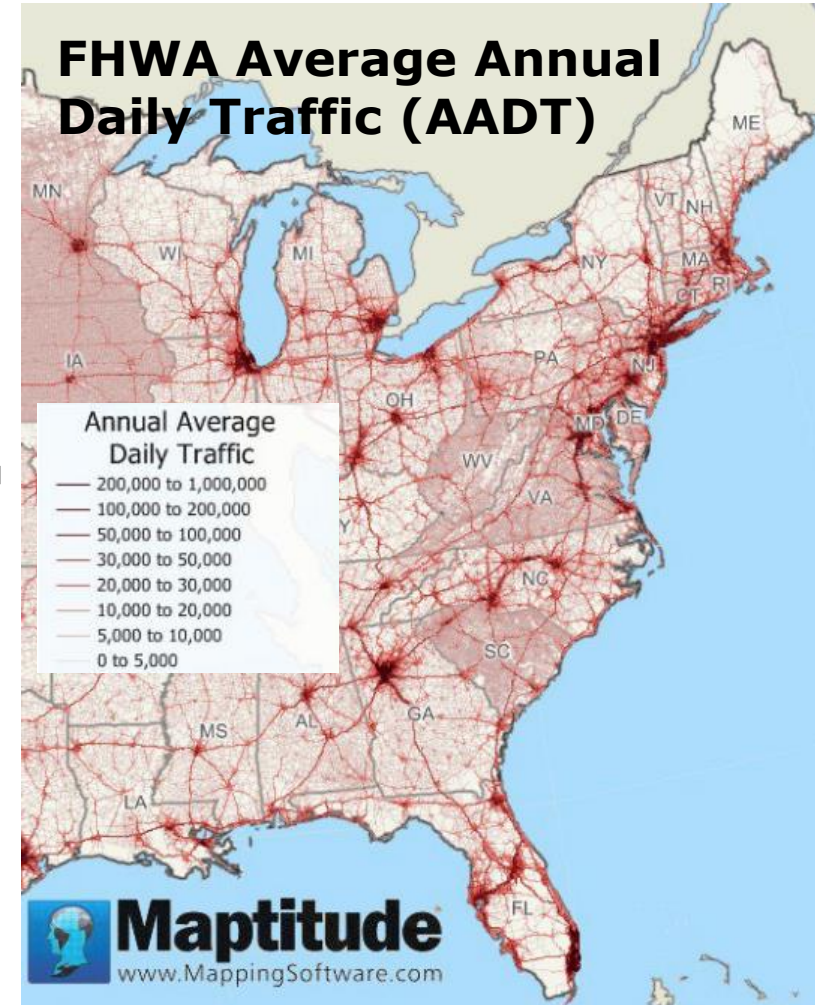 FHWA Average Annual
Daily Traffic (AADT)
ME
MN
VT
NH
WI
MI
NY
MA
CT
RI
IA
PA
NJ
OH
MD
DE
WV
VA
Annual Average
Daily Traffic
200,000 to 1,000,000
100,000 to 200,000
50,000 to 100,000
30,000 to 50,000
20,000 to 30,000
10,000 to 20,000
5,000 to 10,000
0 to 5,000
Y
NC
SC
MS
AL
GA
LA
FL
Maptitude
www.MappingSoftware.com